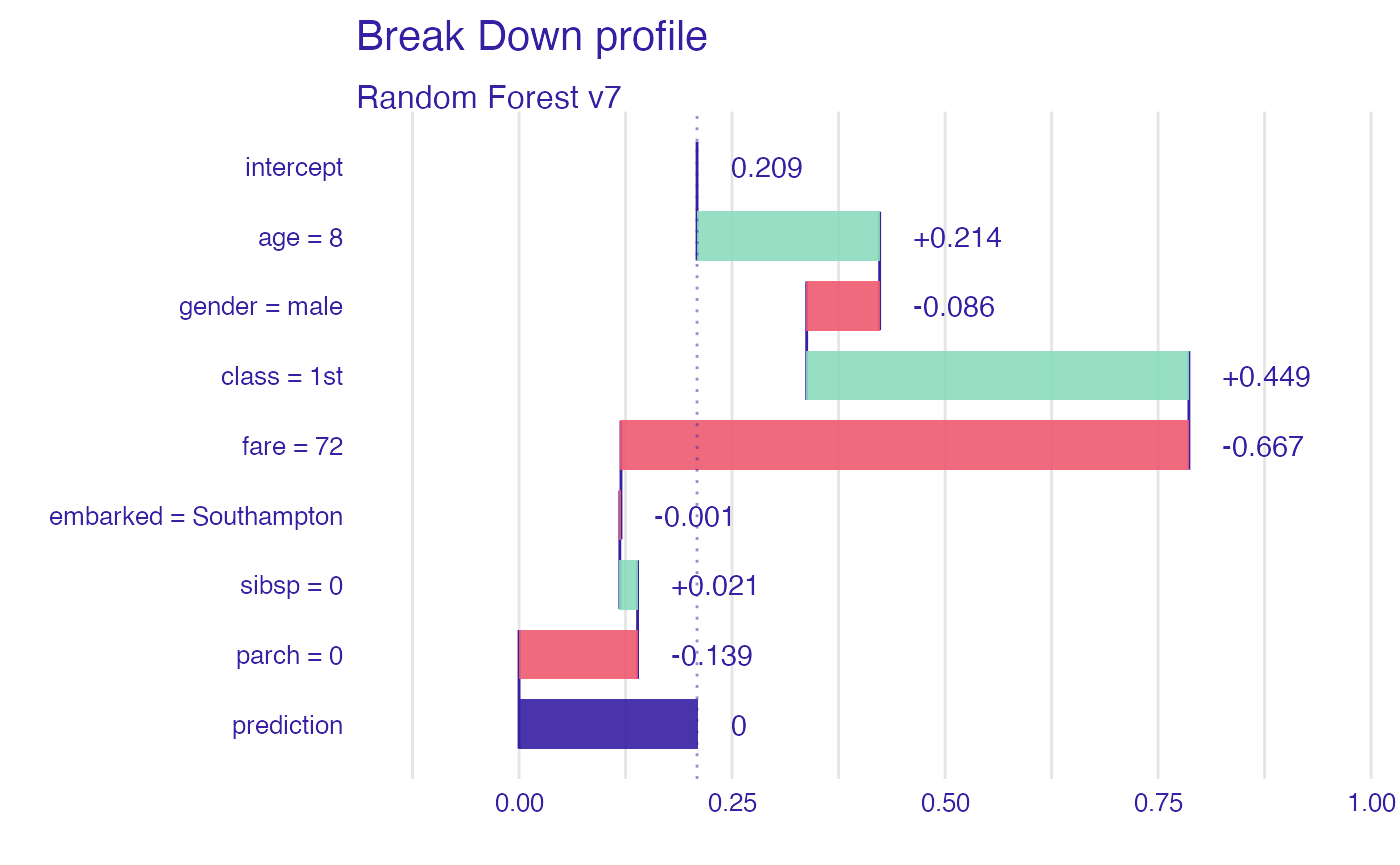 Break Down profile
Random Forest v7
intercept 0.209
age = 8 +0.214
gender = male -0.086
class = 1st +0.449
fare = 72 -0.667
embarked = Southampton -0.001
sibsp = 0 +0.021
parch = 0 -0.139
prediction 0
0.00 0.25 0.50 0.75 1.00